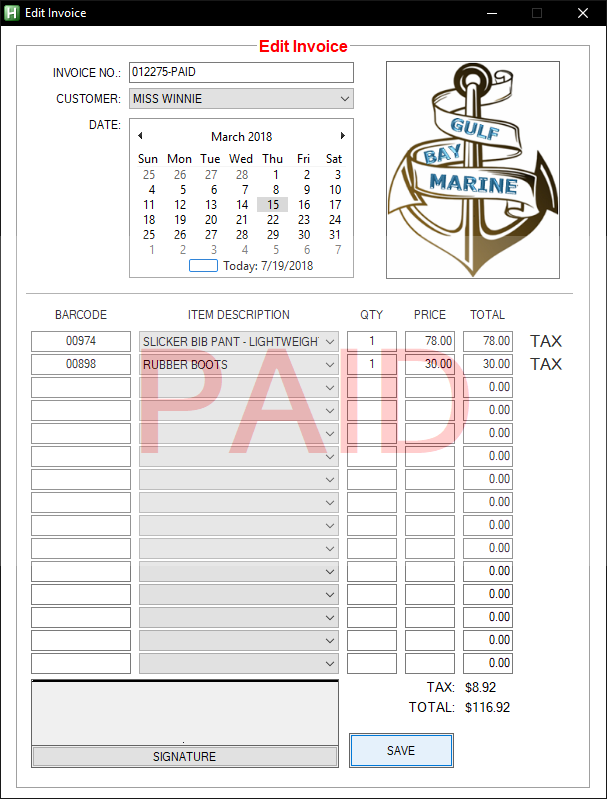 Edit Invoice
Edit Invoice
INVOICE NO.: 012275-PAID
CUSTOMER: MISS WINNIE
DATE:
March 2018
Sun Mon Tue Wed Thu Fri Sat
25 26 27 28 1 2 3
4 5 6 7 8 9 10
11 12 13 14 15 16 17
18 19 20 21 22 23 24
25 26 27 28 29 30 31
1 2 3 4 5 6 7
Today: 7/19/2018
GULF
BAY
MARINE
BARCODE ITEM DESCRIPTION QTY PRICE TOTAL
00974 SLICKER BIB PANT - LIGHTWEIGH 1 78.00 78.00 TAX
00898 RUBBER BOOTS 1 30.00 30.00 TAX
0.00
0.00
0.00
0.00
0.00
0.00
0.00
0.00
0.00
0.00
0.00
0.00
0.00
PAID
TAX: $8.92
TOTAL: $116.92
SIGNATURE
SAVE